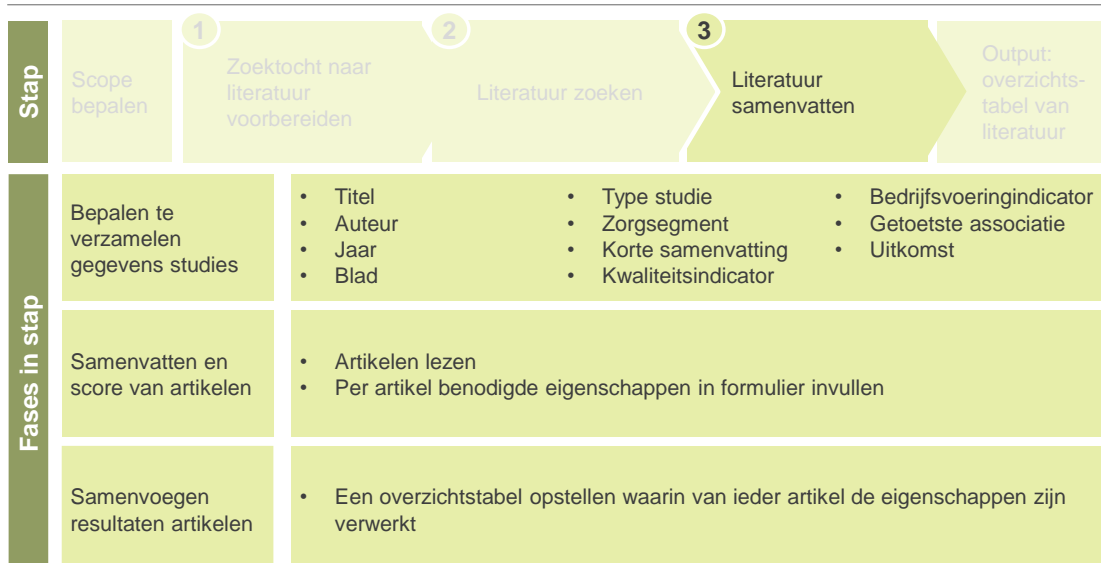 Stap
Scope
bepalen
1
Zoektocht naar
literatuur
voorbereiden
2
Literatuur zoeken
3
Literatuur
samenvatten
Output:
overzichts-
tabel van
literatuur
Fases in stap
Bepalen te
verzamelen
gegevens studies
• Titel
• Auteur
• Jaar
• Blad
• Type studie
• Zorgsegment
• Korte samenvatting
• Kwaliteitsindicator
• Bedrijfsvoeringindicator
• Getoetste associatie
• Uitkomst
Samenvatten en
score van artikelen
• Artikelen lezen
• Per artikel benodigde eigenschappen in formulier invullen
Samenvoegen
resultaten artikelen
• Een overzichtstabel opstellen waarin van ieder artikel de eigenschappen zijn
verwerkt